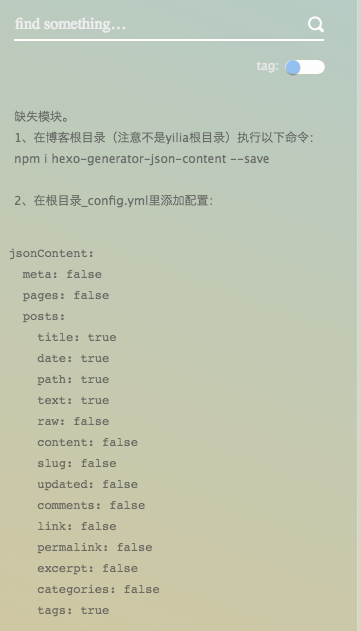 find something…
tag:
缺失模块。
1、在博客根目录（注意不是yilia根目录）执行以下命令：
npm i hexo-generator-json-content --save
2、在根目录_config.yml里添加配置：
jsonContent:
  meta: false
  pages: false
  posts:
    title: true
    date: true
    path: true
    text: true
    raw: false
    content: false
    slug: false
    updated: false
    comments: false
    link: false
    permalink: false
    excerpt: false
    categories: false
    tags: true